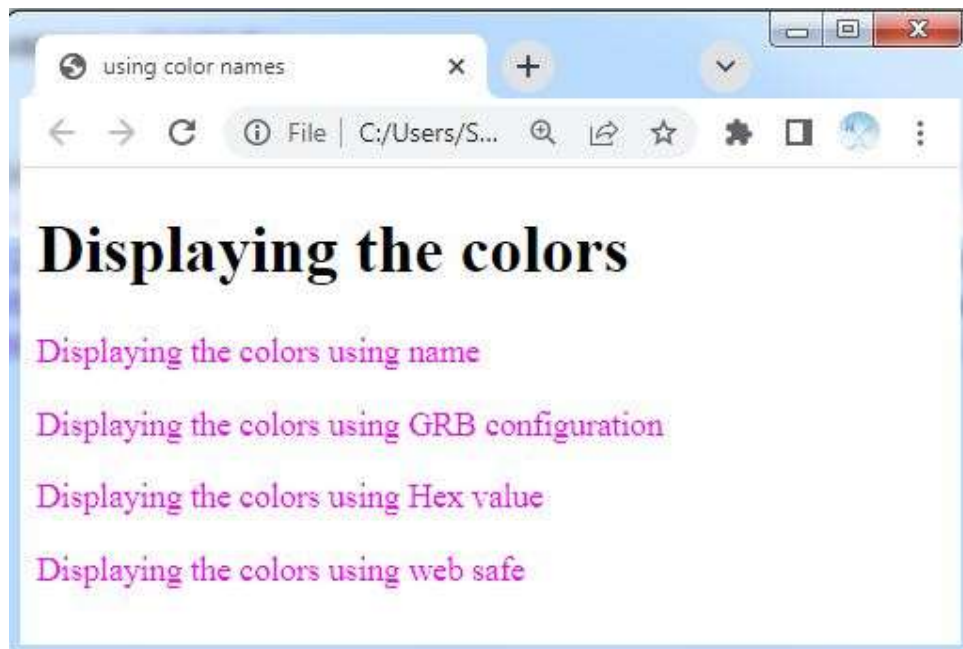 using color names
File | C:/Users/S...
Displaying the colors
Displaying the colors using name
Displaying the colors using GRB configuration
Displaying the colors using Hex value
Displaying the colors using web safe